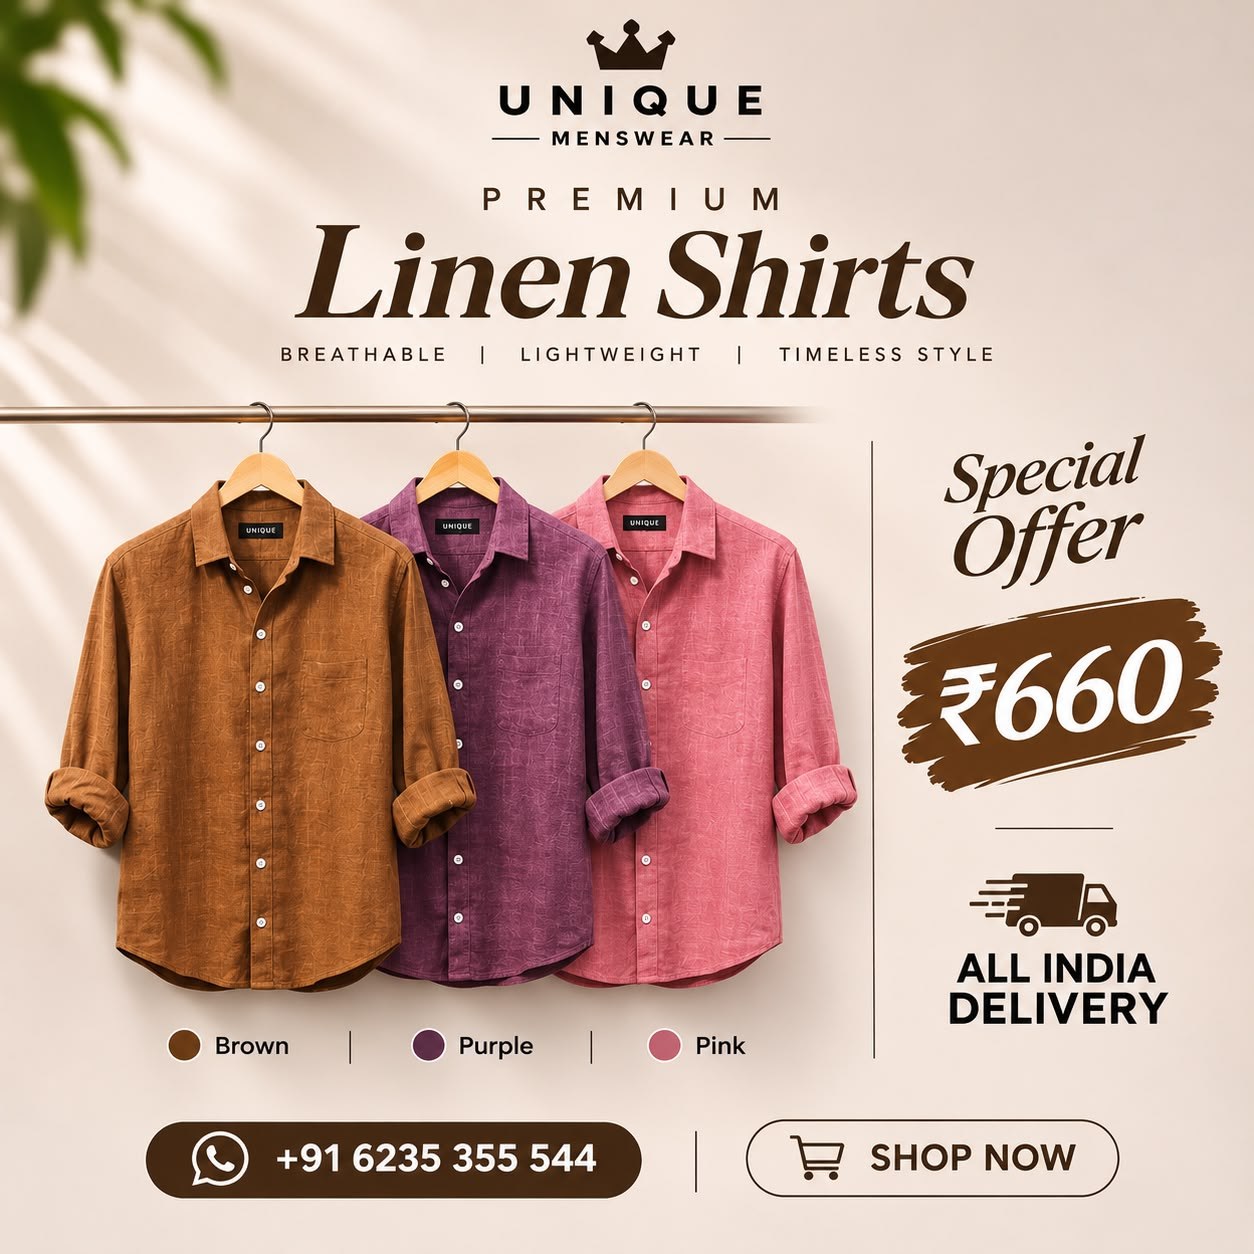 UNIQUE
MENSWEAR
PREMIUM
Linen Shirts
BREATHABLE | LIGHTWEIGHT | TIMELESS STYLE
UNIQUE
UNIQUE
UNIQUE
Special
Offer
₹660
ALL INDIA
DELIVERY
Brown | Purple | Pink
+91 6235 355 544
SHOP NOW